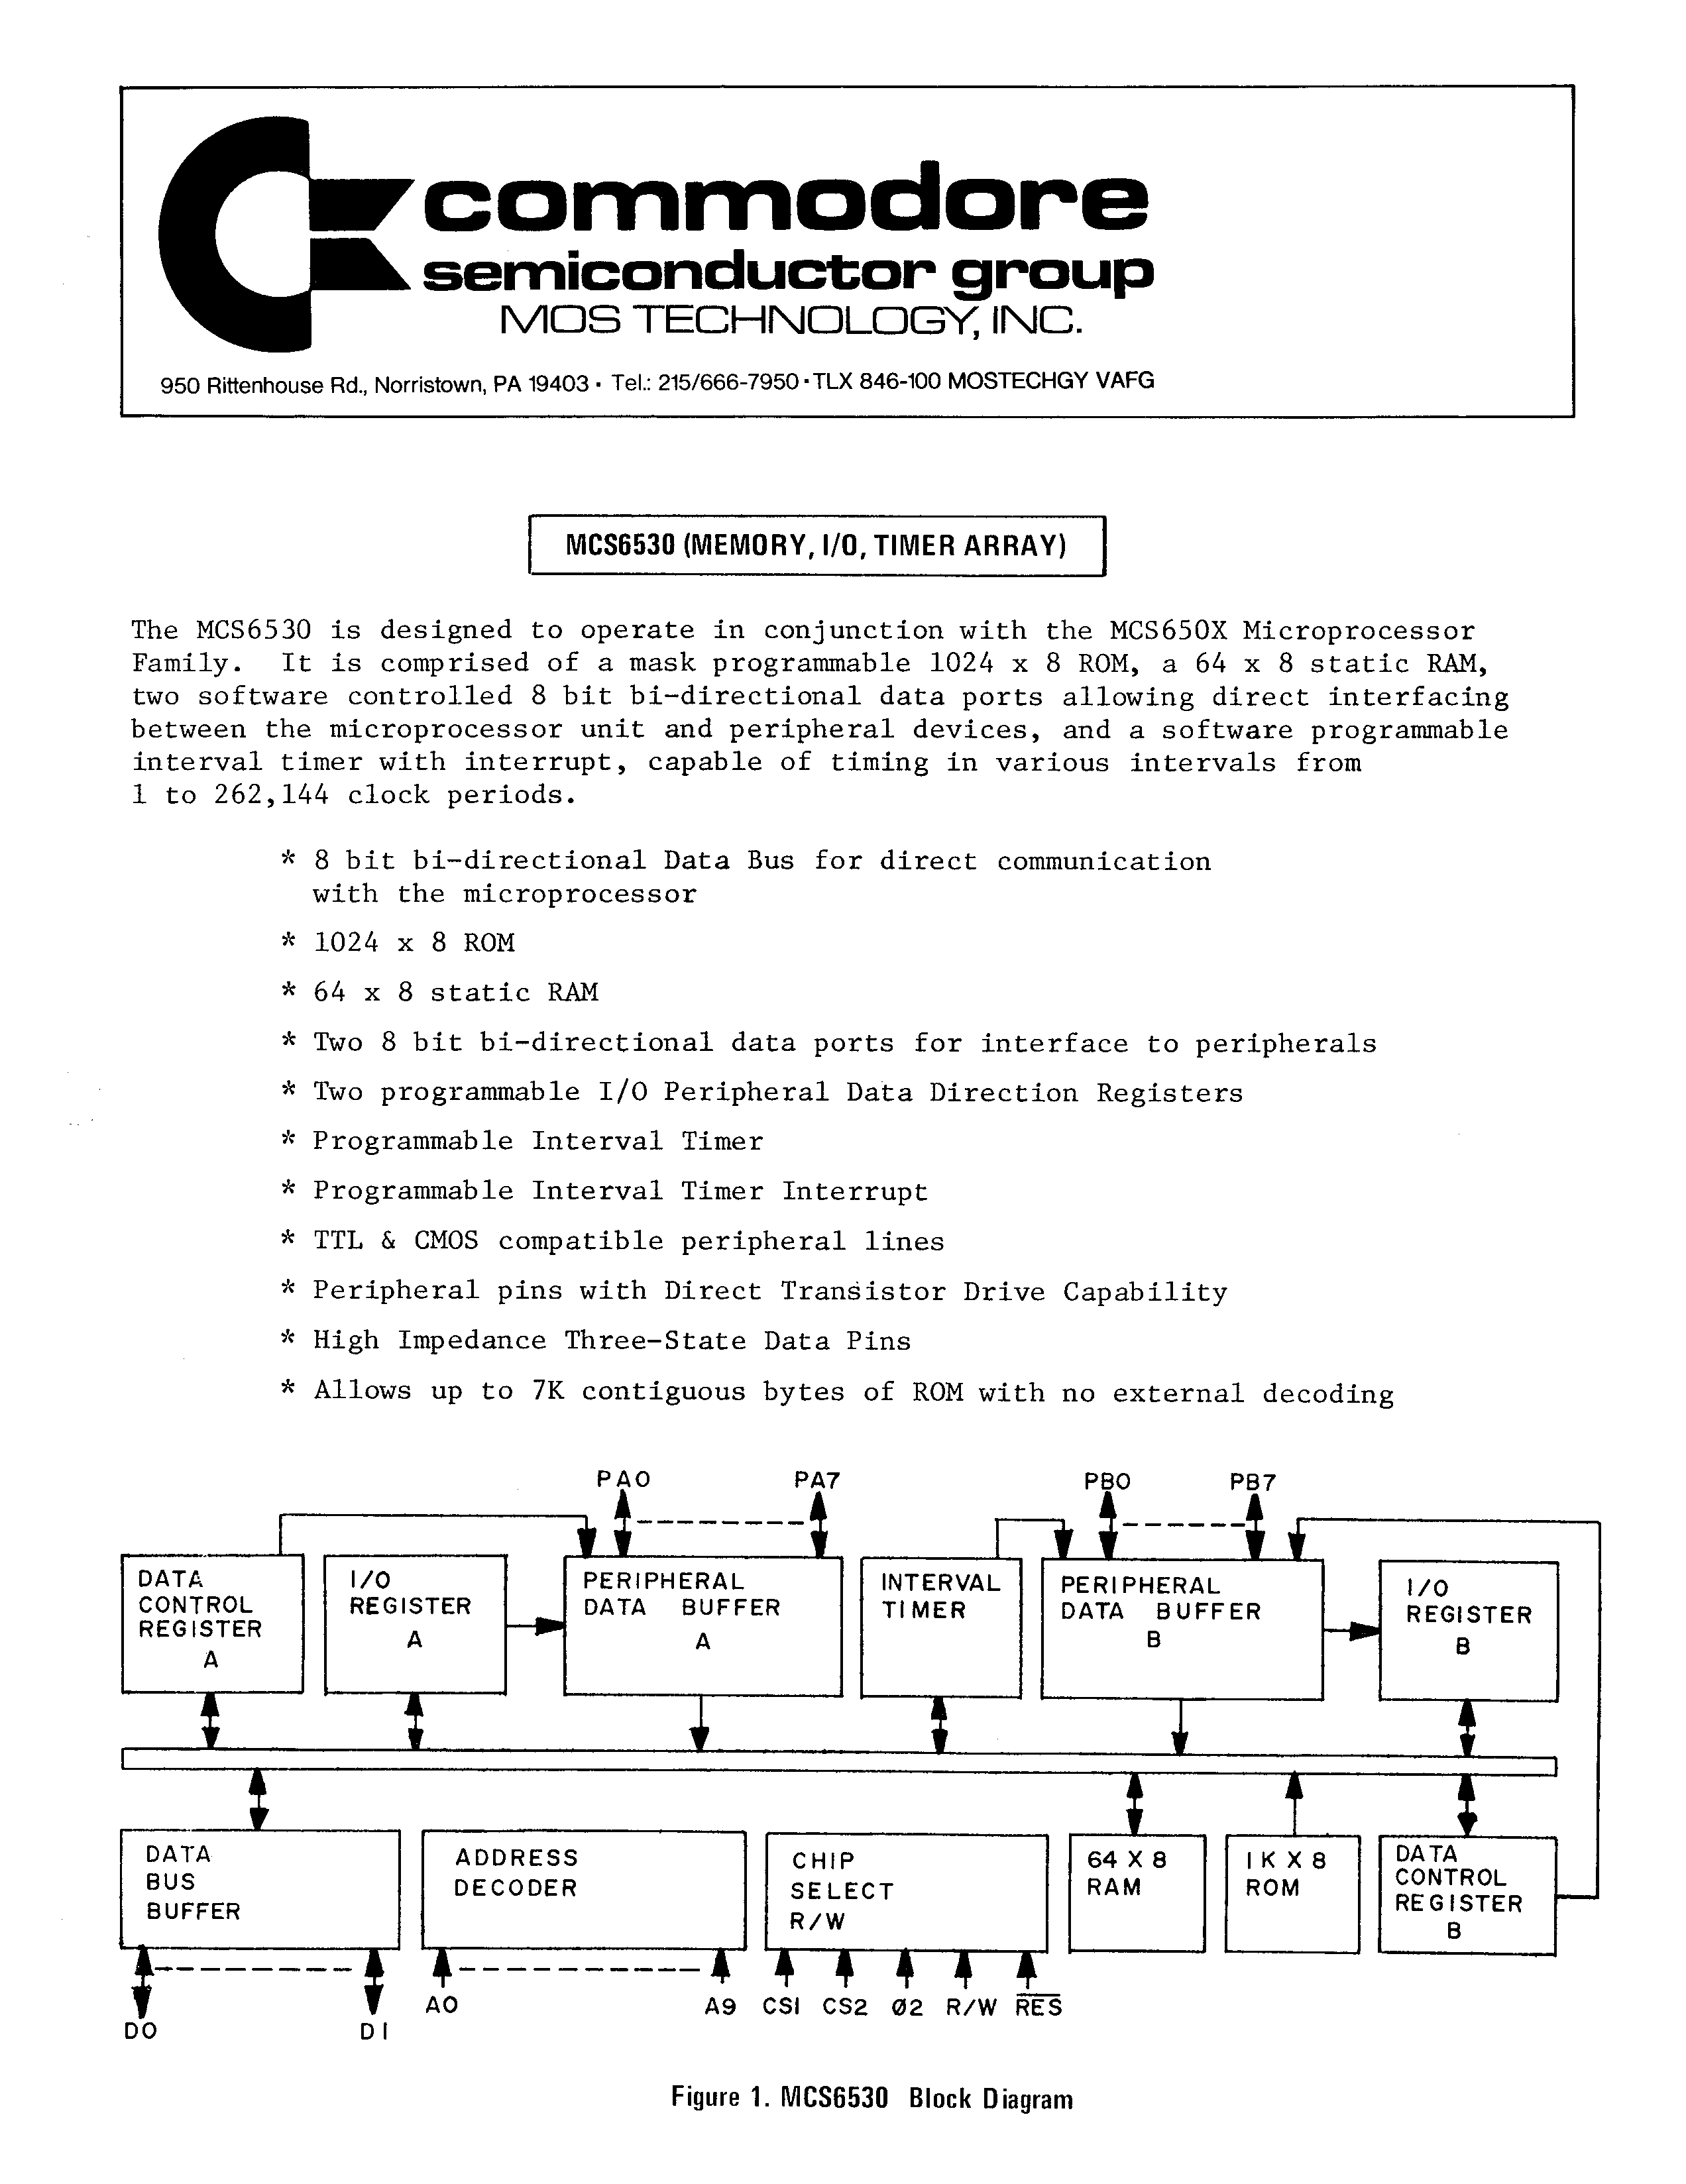 commodore
semiconductor group
MOS TECHNOLOGY, INC.
950 Rittenhouse Rd., Norristown, PA 19403 • Tel.: 215/666-7950 • TLX 846-100 MOSTECHGY VAFG
MCS6530 (MEMORY, I/O, TIMER ARRAY)
The MCS6530 is designed to operate in conjunction with the MCS650X Microprocessor
Family. It is comprised of a mask programmable 1024 x 8 ROM, a 64 x 8 static RAM,
two software controlled 8 bit bi-directional data ports allowing direct interfacing
between the microprocessor unit and peripheral devices, and a software programmable
interval timer with interrupt, capable of timing in various intervals from
1 to 262,144 clock periods.
* 8 bit bi-directional Data Bus for direct communication
with the microprocessor
* 1024 x 8 ROM
* 64 x 8 static RAM
* Two 8 bit bi-directional data ports for interface to peripherals
* Two programmable I/O Peripheral Data Direction Registers
* Programmable Interval Timer
* Programmable Interval Timer Interrupt
* TTL & CMOS compatible peripheral lines
* Peripheral pins with Direct Transistor Drive Capability
* High Impedance Three-State Data Pins
* Allows up to 7K contiguous bytes of ROM with no external decoding
PA0 PA7 PB0 PB7
DATA
CONTROL
REGISTER
A
I/O
REGISTER
A
PERIPHERAL
DATA BUFFER
A
INTERVAL
TIMER
PERIPHERAL
DATA BUFFER
B
I/O
REGISTER
B
DATA
BUS
BUFFER
ADDRESS
DECODER
CHIP
SELECT
R/W
64 X 8
RAM
1K X 8
ROM
DATA
CONTROL
REGISTER
B
D0 D1 A0 A9 CS1 CS2 Ø2 R/W RES
Figure 1. MCS6530 Block Diagram